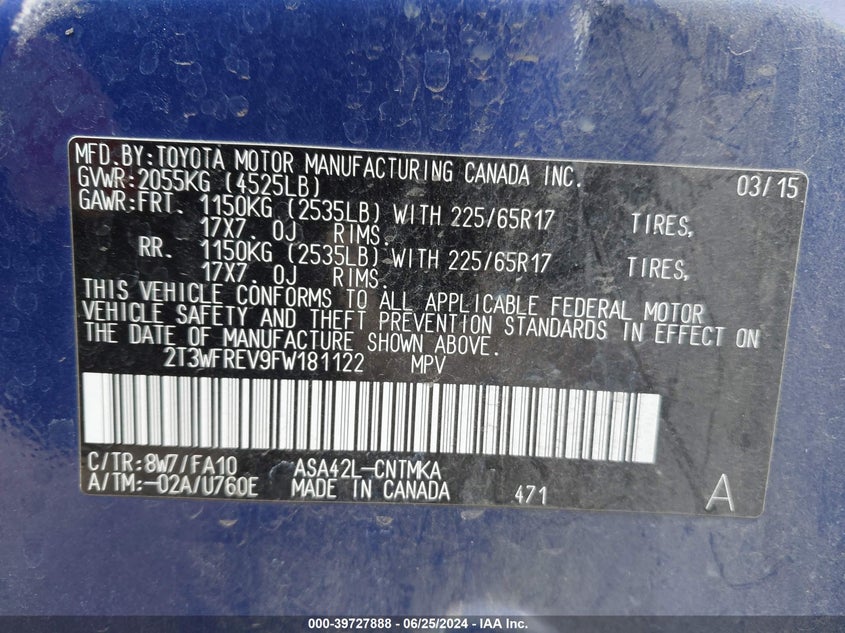 MFD.BY:TOYOTA MOTOR MANUFACTURING CANADA INC. 03/15
GVWR:2055KG (4525LB)
GAWR:FRT. 1150KG (2535LB) WITH 225/65R17 TIRES,
17X7. 0J RIMS.
RR. 1150KG (2535LB) WITH 225/65R17 TIRES,
17X7. 0J RIMS.
THIS VEHICLE CONFORMS TO ALL APPLICABLE FEDERAL MOTOR
VEHICLE SAFETY AND THEFT PREVENTION STANDARDS IN EFFECT ON
THE DATE OF MANUFACTURE SHOWN ABOVE.
2T3WFREV9FW181122 MPV
C/TR:8W7/FA10 ASA42L-CNTMKA
A/TM:-02A/U760E MADE IN CANADA 471 A
000-39727888 - 06/25/2024 - IAA Inc.